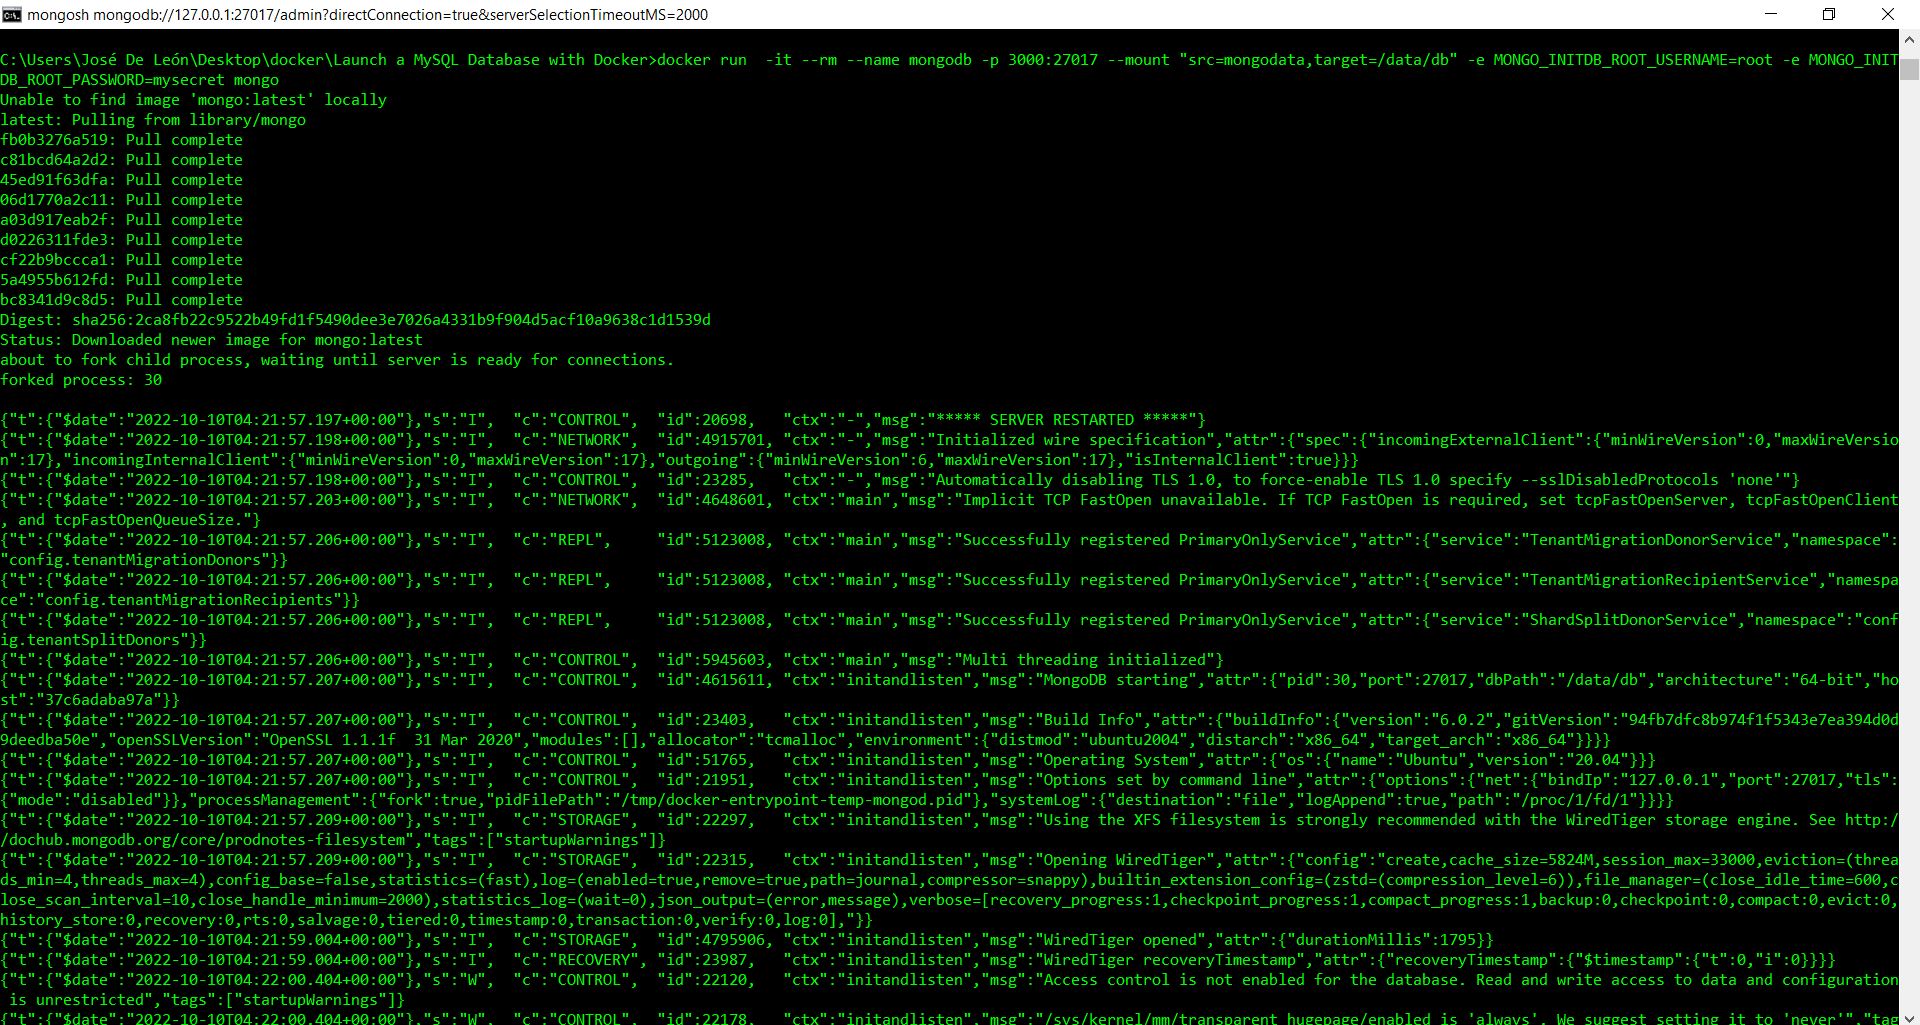 mongosh mongodb://127.0.0.1:27017/admin?directConnection=true&serverSelectionTimeoutMS=2000
C:\Users\José De León\Desktop\docker\Launch a MySQL Database with Docker>docker run  -it --rm --name mongodb -p 3000:27017 --mount "src=mongodata,target=/data/db" -e MONGO_INITDB_ROOT_USERNAME=root -e MONGO_INIT
DB_ROOT_PASSWORD=mysecret mongo
Unable to find image 'mongo:latest' locally
latest: Pulling from library/mongo
fb0b3276a519: Pull complete
c81bcd64a2d2: Pull complete
45ed91f63dfa: Pull complete
06d1770a2c11: Pull complete
a03d917eab2f: Pull complete
d0226311fde3: Pull complete
cf22b9bccca1: Pull complete
5a4955b612fd: Pull complete
bc8341d9c8d5: Pull complete
Digest: sha256:2ca8fb22c9522b49fd1f5490dee3e7026a4331b9f904d5acf10a9638c1d1539d
Status: Downloaded newer image for mongo:latest
about to fork child process, waiting until server is ready for connections.
forked process: 30
{"t":{"$date":"2022-10-10T04:21:57.197+00:00"},"s":"I",  "c":"CONTROL",  "id":20698,   "ctx":"-","msg":"***** SERVER RESTARTED *****"}
{"t":{"$date":"2022-10-10T04:21:57.198+00:00"},"s":"I",  "c":"NETWORK",  "id":4915701, "ctx":"-","msg":"Initialized wire specification","attr":{"spec":{"incomingExternalClient":{"minWireVersion":0,"maxWireVersio
n":17},"incomingInternalClient":{"minWireVersion":0,"maxWireVersion":17},"outgoing":{"minWireVersion":6,"maxWireVersion":17},"isInternalClient":true}}}
{"t":{"$date":"2022-10-10T04:21:57.198+00:00"},"s":"I",  "c":"CONTROL",  "id":23285,   "ctx":"-","msg":"Automatically disabling TLS 1.0, to force-enable TLS 1.0 specify --sslDisabledProtocols 'none'"}
{"t":{"$date":"2022-10-10T04:21:57.203+00:00"},"s":"I",  "c":"NETWORK",  "id":4648601, "ctx":"main","msg":"Implicit TCP FastOpen unavailable. If TCP FastOpen is required, set tcpFastOpenServer, tcpFastOpenClient
, and tcpFastOpenQueueSize."}
{"t":{"$date":"2022-10-10T04:21:57.206+00:00"},"s":"I",  "c":"REPL",     "id":5123008, "ctx":"main","msg":"Successfully registered PrimaryOnlyService","attr":{"service":"TenantMigrationDonorService","namespace":
"config.tenantMigrationDonors"}}
{"t":{"$date":"2022-10-10T04:21:57.206+00:00"},"s":"I",  "c":"REPL",     "id":5123008, "ctx":"main","msg":"Successfully registered PrimaryOnlyService","attr":{"service":"TenantMigrationRecipientService","namespa
ce":"config.tenantMigrationRecipients"}}
{"t":{"$date":"2022-10-10T04:21:57.206+00:00"},"s":"I",  "c":"REPL",     "id":5123008, "ctx":"main","msg":"Successfully registered PrimaryOnlyService","attr":{"service":"ShardSplitDonorService","namespace":"conf
ig.tenantSplitDonors"}}
{"t":{"$date":"2022-10-10T04:21:57.206+00:00"},"s":"I",  "c":"CONTROL",  "id":5945603, "ctx":"main","msg":"Multi threading initialized"}
{"t":{"$date":"2022-10-10T04:21:57.207+00:00"},"s":"I",  "c":"CONTROL",  "id":4615611, "ctx":"initandlisten","msg":"MongoDB starting","attr":{"pid":30,"port":27017,"dbPath":"/data/db","architecture":"64-bit","ho
st":"37c6adaba97a"}}
{"t":{"$date":"2022-10-10T04:21:57.207+00:00"},"s":"I",  "c":"CONTROL",  "id":23403,   "ctx":"initandlisten","msg":"Build Info","attr":{"buildInfo":{"version":"6.0.2","gitVersion":"94fb7dfc8b974f1f5343e7ea394d0d
9deedba50e","openSSLVersion":"OpenSSL 1.1.1f  31 Mar 2020","modules":[],"allocator":"tcmalloc","environment":{"distmod":"ubuntu2004","distarch":"x86_64","target_arch":"x86_64"}}}}
{"t":{"$date":"2022-10-10T04:21:57.207+00:00"},"s":"I",  "c":"CONTROL",  "id":51765,   "ctx":"initandlisten","msg":"Operating System","attr":{"os":{"name":"Ubuntu","version":"20.04"}}}
{"t":{"$date":"2022-10-10T04:21:57.207+00:00"},"s":"I",  "c":"CONTROL",  "id":21951,   "ctx":"initandlisten","msg":"Options set by command line","attr":{"options":{"net":{"bindIp":"127.0.0.1","port":27017,"tls":
{"mode":"disabled"}},"processManagement":{"fork":true,"pidFilePath":"/tmp/docker-entrypoint-temp-mongod.pid"},"systemLog":{"destination":"file","logAppend":true,"path":"/proc/1/fd/1"}}}}
{"t":{"$date":"2022-10-10T04:21:57.209+00:00"},"s":"I",  "c":"STORAGE",  "id":22297,   "ctx":"initandlisten","msg":"Using the XFS filesystem is strongly recommended with the WiredTiger storage engine. See http:/
/dochub.mongodb.org/core/prodnotes-filesystem","tags":["startupWarnings"]}
{"t":{"$date":"2022-10-10T04:21:57.209+00:00"},"s":"I",  "c":"STORAGE",  "id":22315,   "ctx":"initandlisten","msg":"Opening WiredTiger","attr":{"config":"create,cache_size=5824M,session_max=33000,eviction=(threa
ds_min=4,threads_max=4),config_base=false,statistics=(fast),log=(enabled=true,remove=true,path=journal,compressor=snappy),builtin_extension_config=(zstd=(compression_level=6)),file_manager=(close_idle_time=600,c
lose_scan_interval=10,close_handle_minimum=2000),statistics_log=(wait=0),json_output=(error,message),verbose=[recovery_progress:1,checkpoint_progress:1,compact_progress:1,backup:0,checkpoint:0,compact:0,evict:0,
history_store:0,recovery:0,rts:0,salvage:0,tiered:0,timestamp:0,transaction:0,verify:0,log:0],"}}
{"t":{"$date":"2022-10-10T04:21:59.004+00:00"},"s":"I",  "c":"STORAGE",  "id":4795906, "ctx":"initandlisten","msg":"WiredTiger opened","attr":{"durationMillis":1795}}
{"t":{"$date":"2022-10-10T04:21:59.004+00:00"},"s":"I",  "c":"RECOVERY", "id":23987,   "ctx":"initandlisten","msg":"WiredTiger recoveryTimestamp","attr":{"recoveryTimestamp":{"$timestamp":{"t":0,"i":0}}}}
{"t":{"$date":"2022-10-10T04:22:00.404+00:00"},"s":"W",  "c":"CONTROL",  "id":22120,   "ctx":"initandlisten","msg":"Access control is not enabled for the database. Read and write access to data and configuration
 is unrestricted","tags":["startupWarnings"]}
{"t":{"$date":"2022-10-10T04:22:00.404+00:00"},"s":"W",  "c":"CONTROL",  "id":22178,   "ctx":"initandlisten","msg":"/sys/kernel/mm/transparent_hugepage/enabled is 'always'. We suggest setting it to 'never'","tag